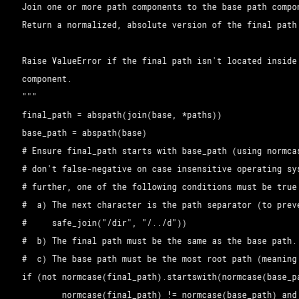 Join one or more path components to the base path
Return a normalized, absolute version of the final path
Raise ValueError if the final path isn't located inside
component.
"""
final_path = abspath(join(base, *paths))
base_path = abspath(base)
# Ensure final_path starts with base_path (using
# don't false-negative on case insensitive operating
# further, one of the following conditions must be true
#  a) The next character is the path separator (to
#     safe_join("/dir", "/../d"))
#  b) The final path must be the same as the base path.
#  c) The base path must be the most root path (meaning
if (not normcase(final_path).startswith(normcase(
normcase(final_path) != normcase(base_path) and